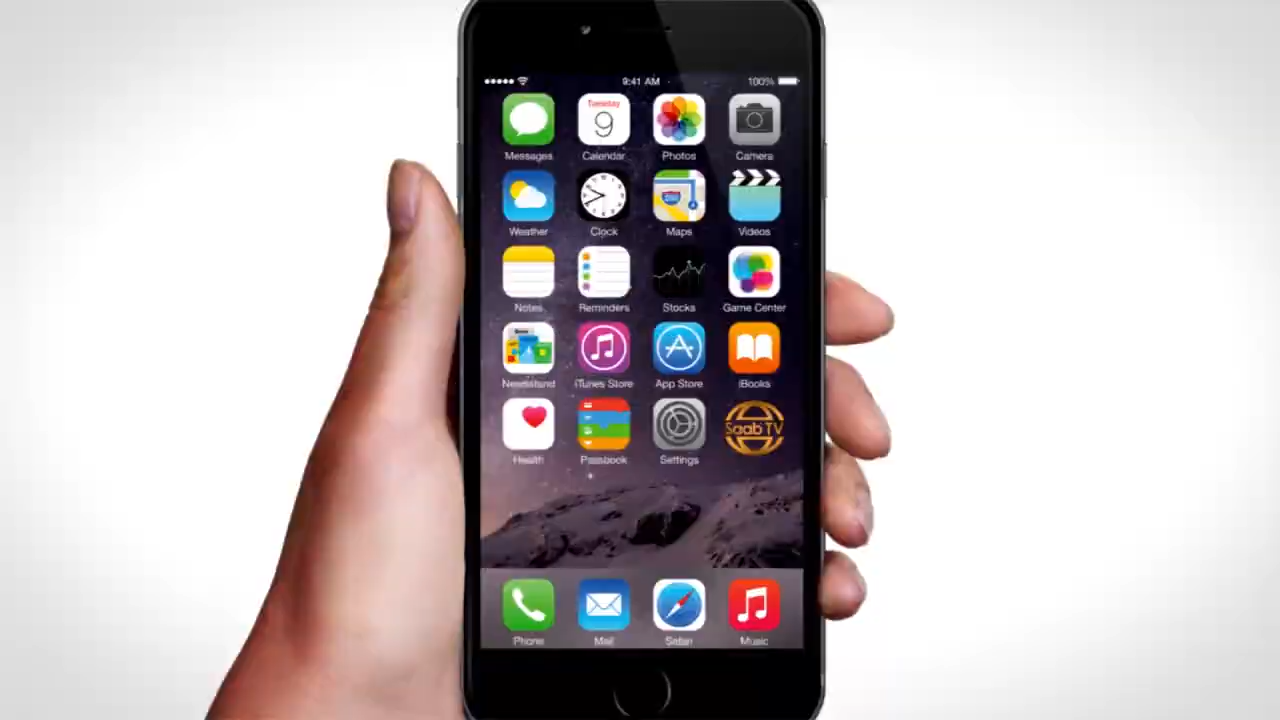 9:41 AM
100%
Tuesday
9
Messages
Calendar
Photos
Camera
Weather
Clock
Maps
Videos
Notes
Reminders
Stocks
Game Center
Newsstand
iTunes Store
App Store
iBooks
Saab TV
Health
Passbook
Settings
Phone
Mail
Safari
Music